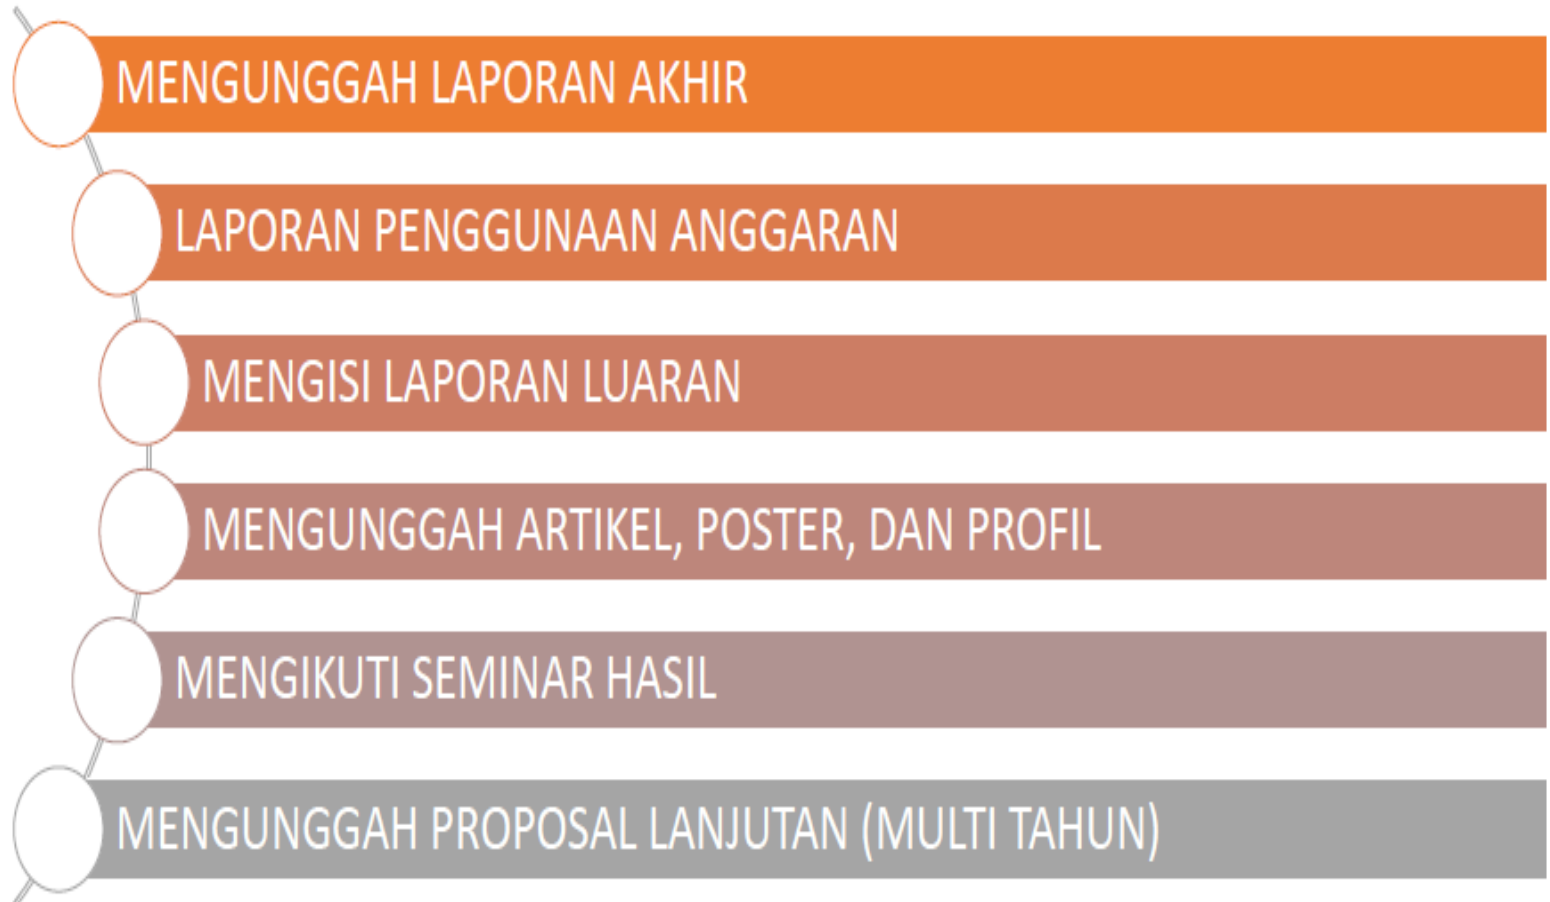 MENGUNGGAH LAPORAN AKHIR
LAPORAN PENGGUNAAN ANGGARAN
MENGISI LAPORAN LUARAN
MENGUNGGAH ARTIKEL, POSTER, DAN PROFIL
MENGIKUTI SEMINAR HASIL
MENGUNGGAH PROPOSAL LANJUTAN (MULTI TAHUN)